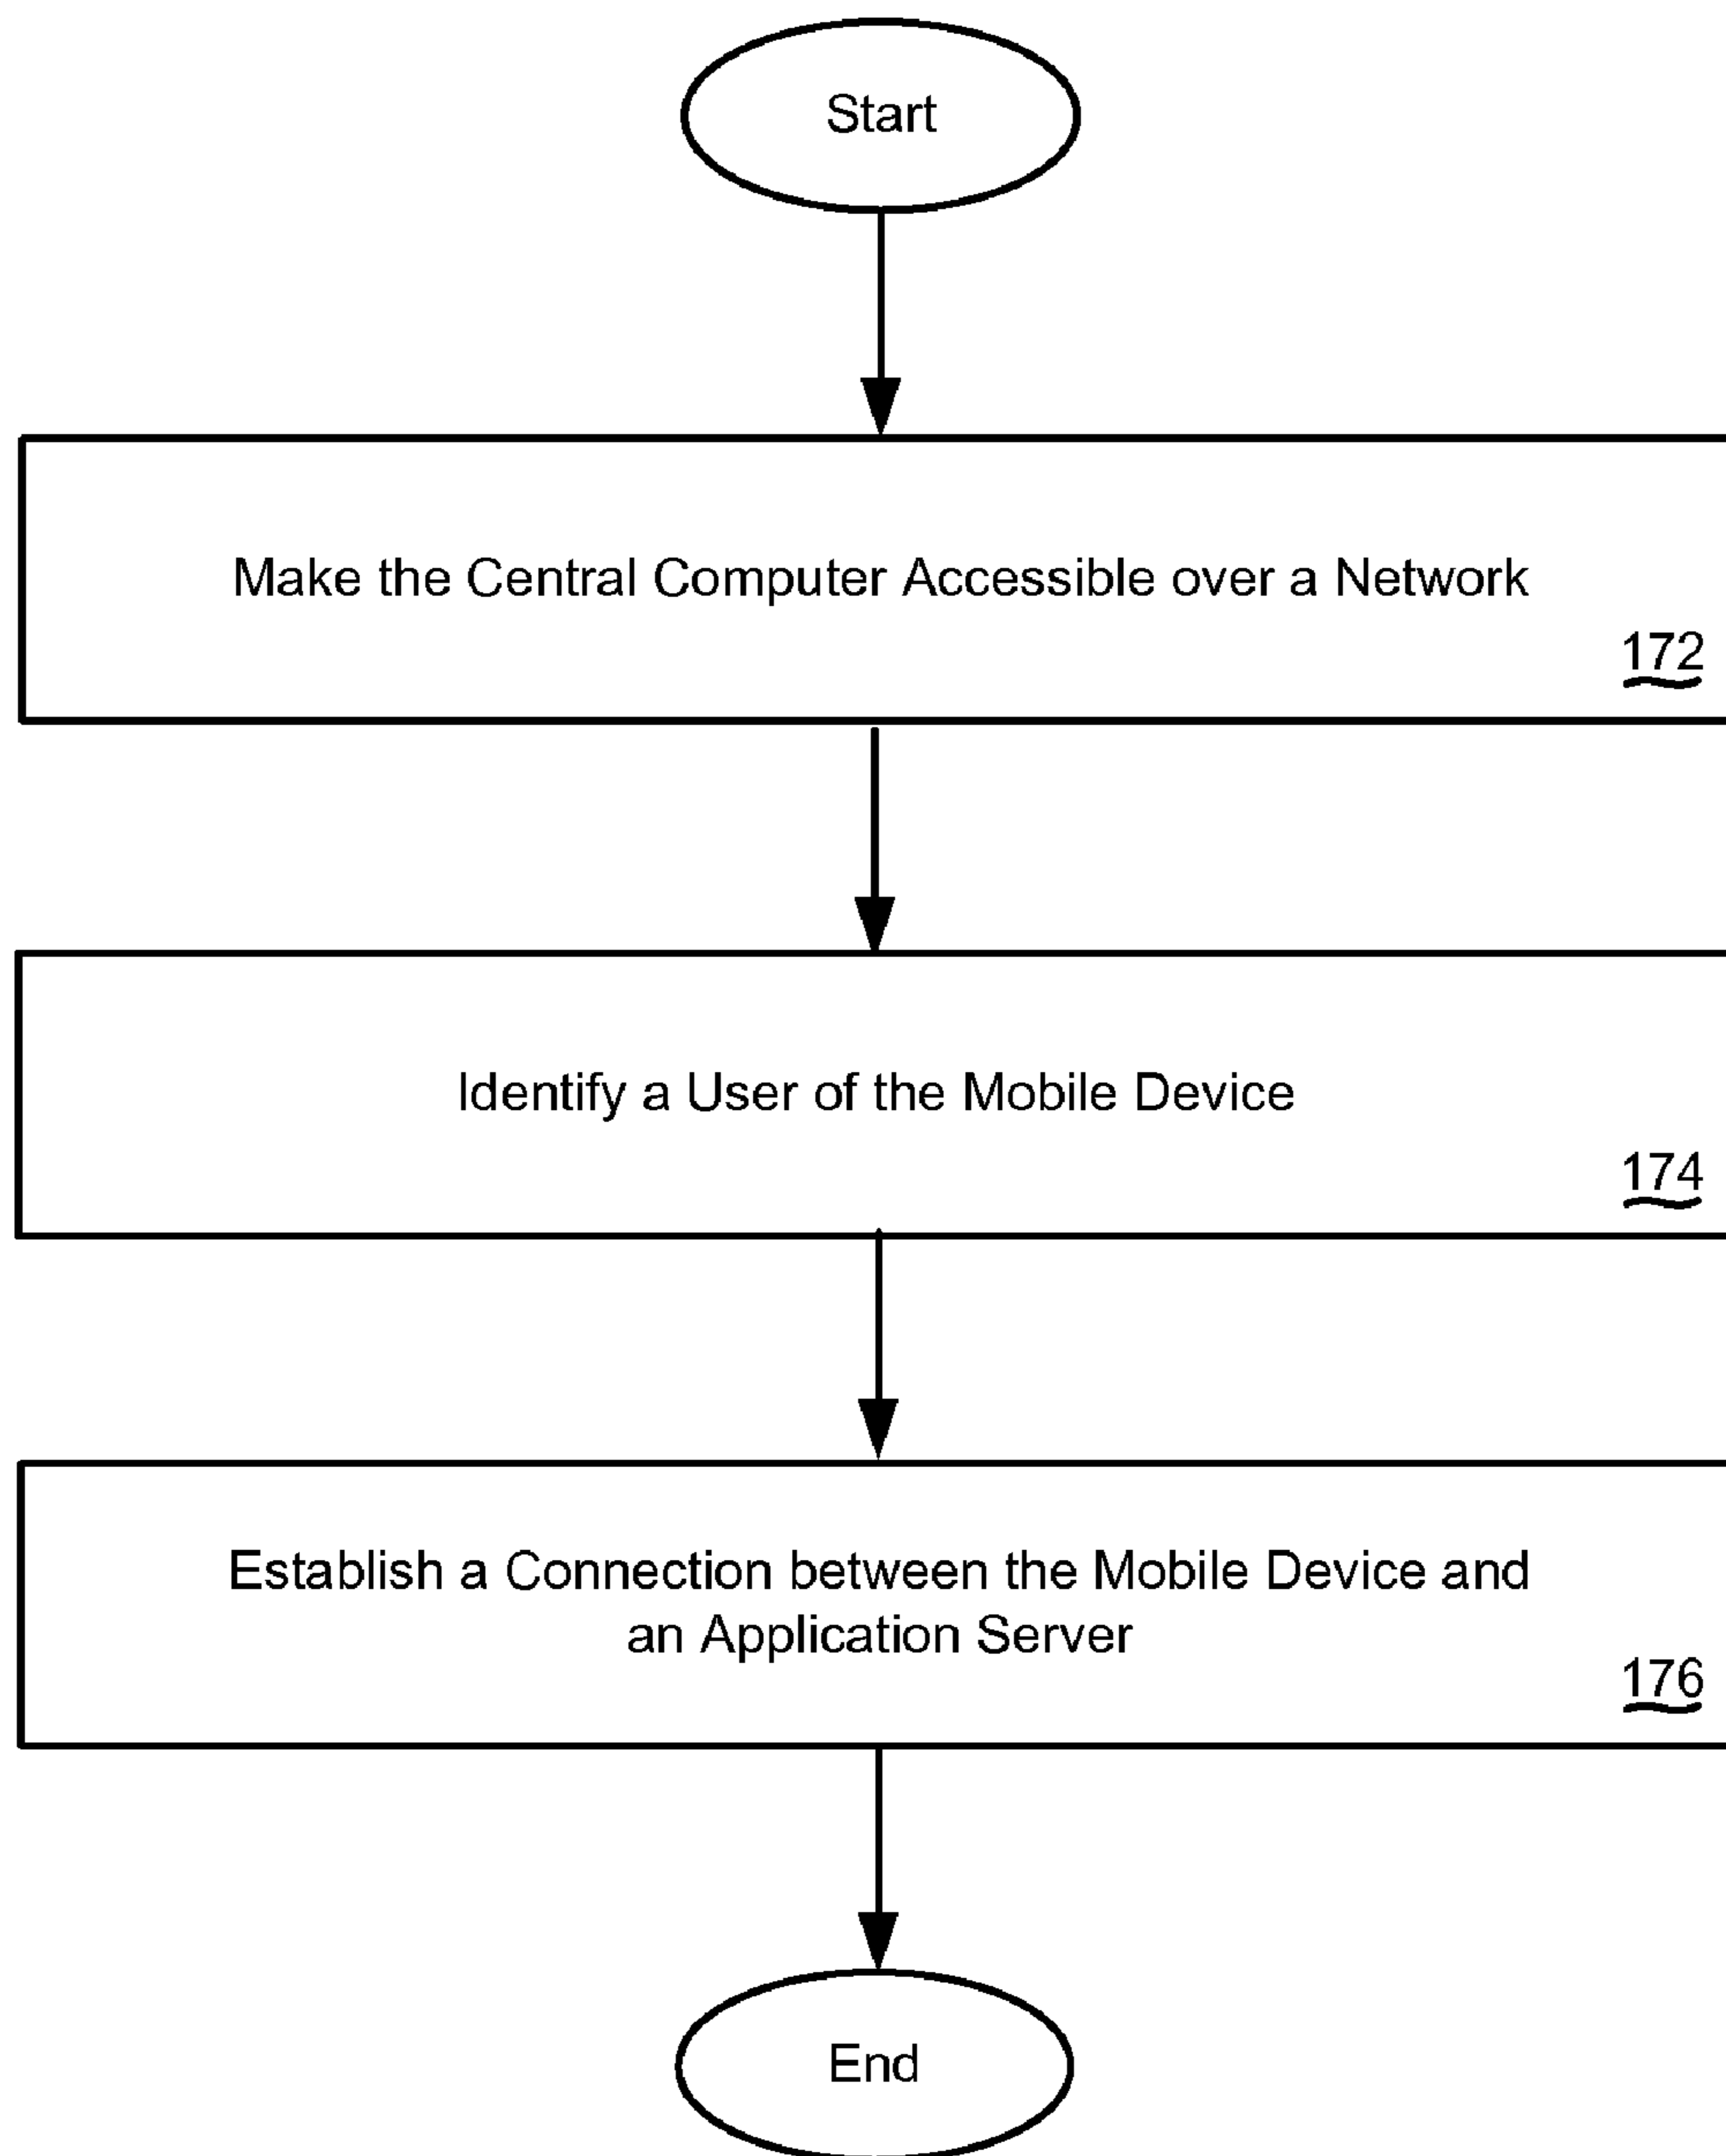 Start
Make the Central Computer Accessible over a Network
172
Identify a User of the Mobile Device
174
Establish a Connection between the Mobile Device and
an Application Server
176
End